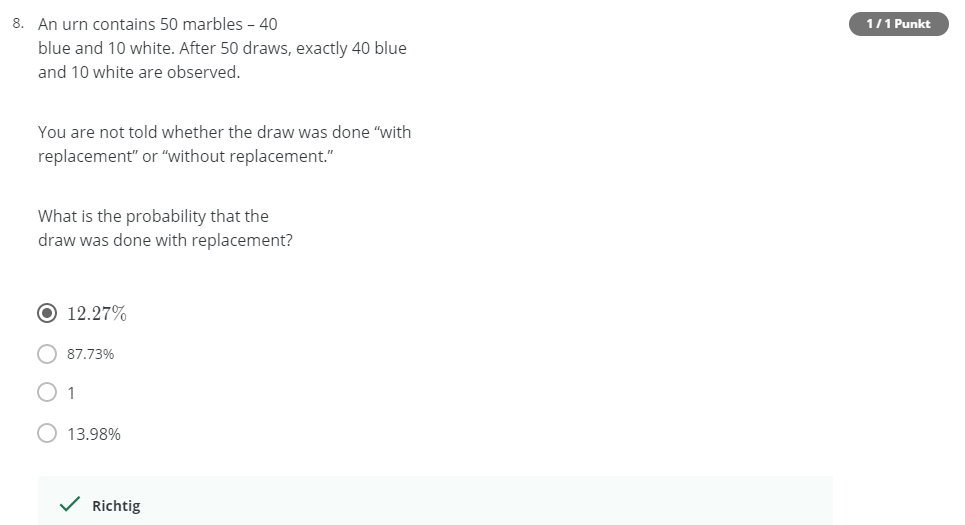 8. An urn contains 50 marbles – 40
1 / 1 Punkt
blue and 10 white. After 50 draws, exactly 40 blue
and 10 white are observed.
You are not told whether the draw was done “with
replacement” or “without replacement.”
What is the probability that the
draw was done with replacement?
12.27%
87.73%
1
13.98%
Richtig